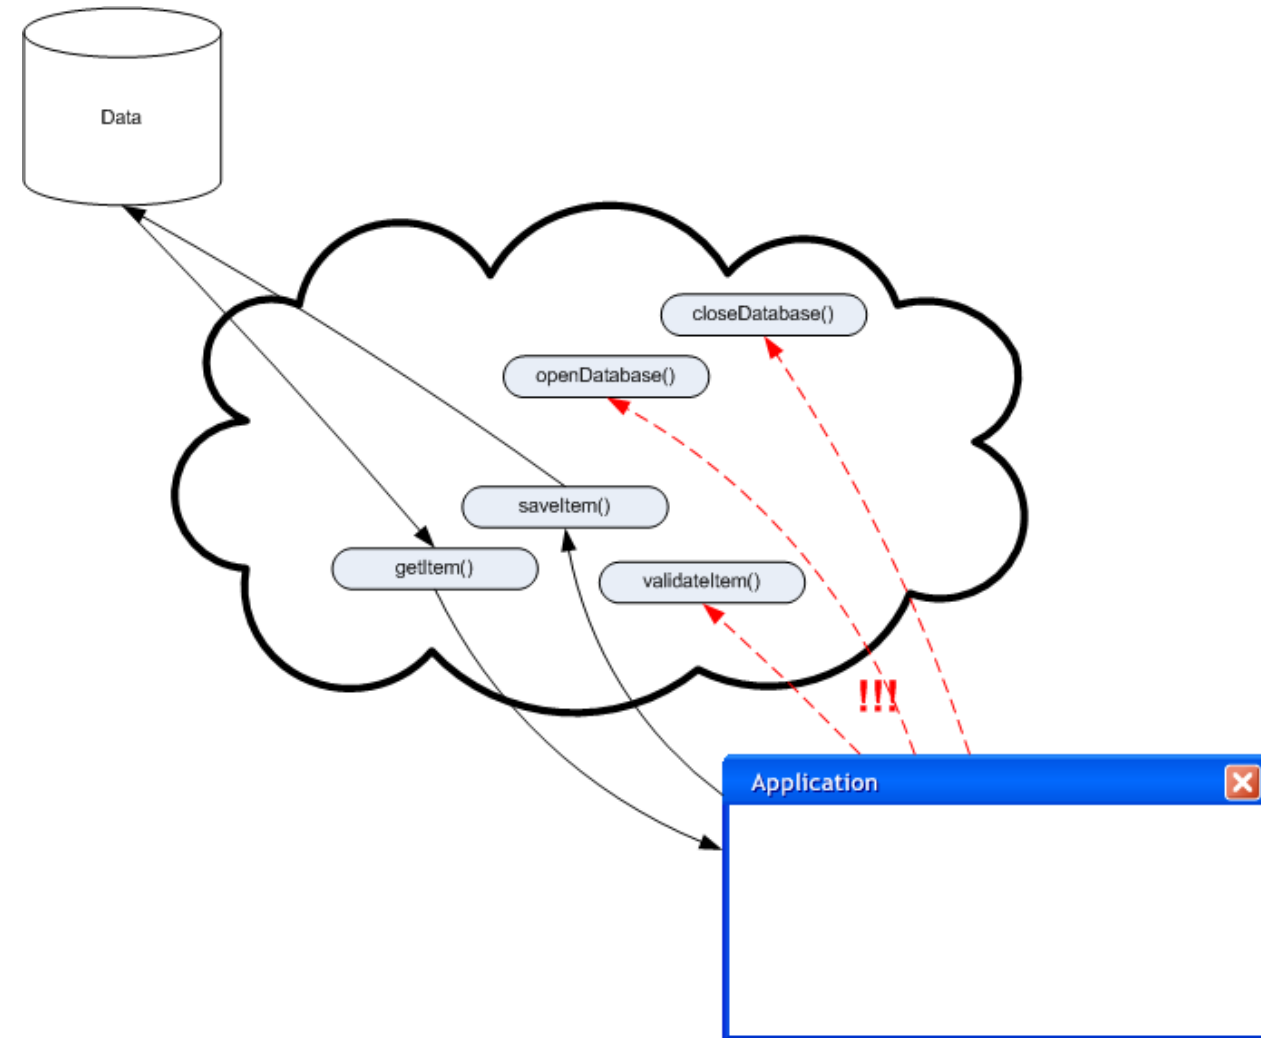 Data
closeDatabase()
openDatabase()
saveItem()
getItem()
validateItem()
!!!
Application